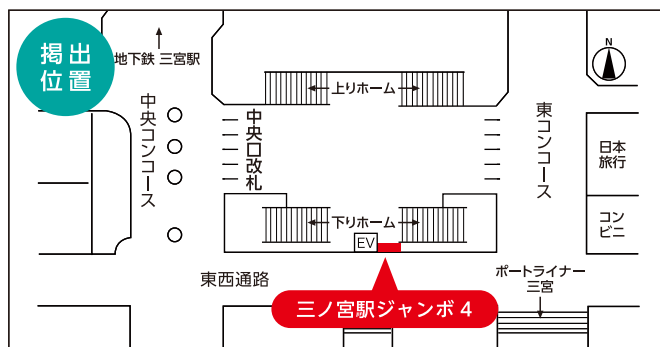 掲出
位置
地下鉄 三宮駅
中央コンコース
上りホーム
中央口改札
東コンコース
N
日本
旅行
コン
ビニ
下りホーム
EV
東西通路
三ノ宮駅ジャンボ4
ポートライナー
三宮